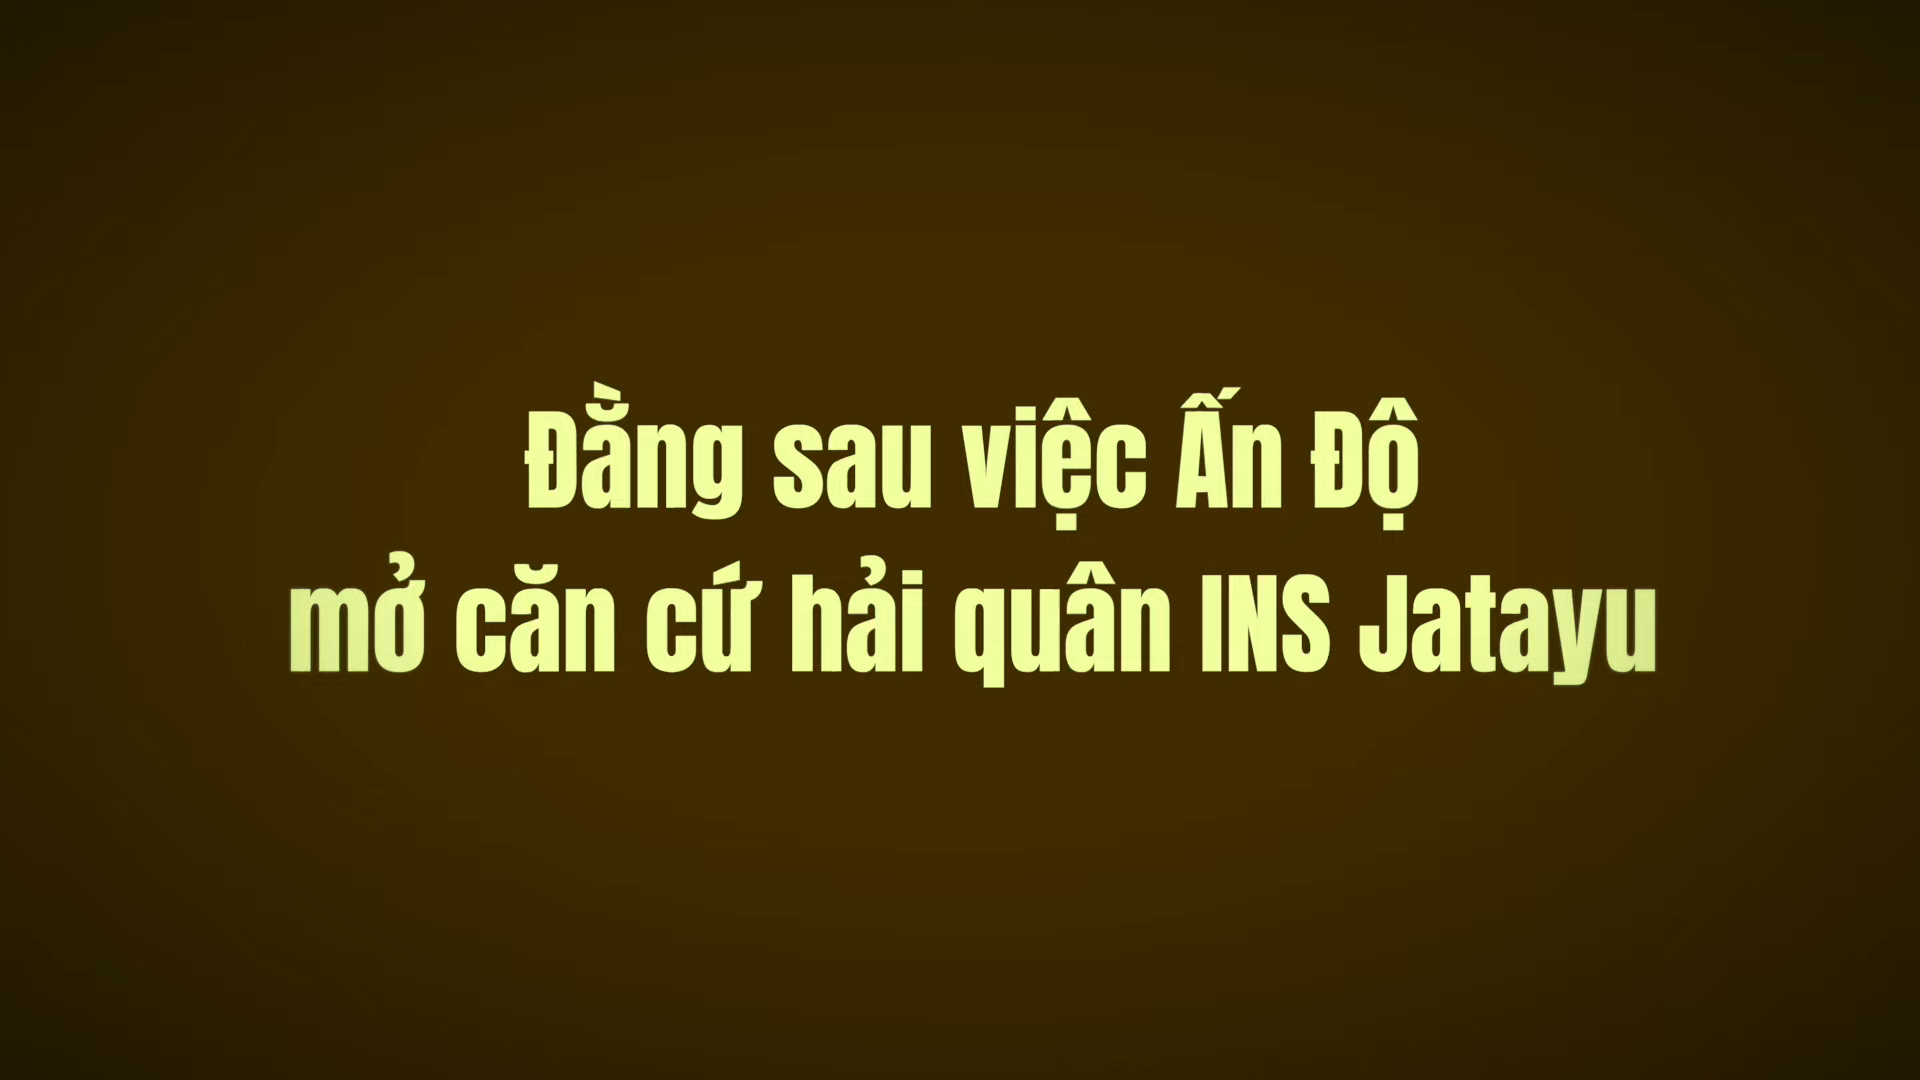 Đằng sau việc Ấn Độ
mở căn cứ hải quân INS Jatayu